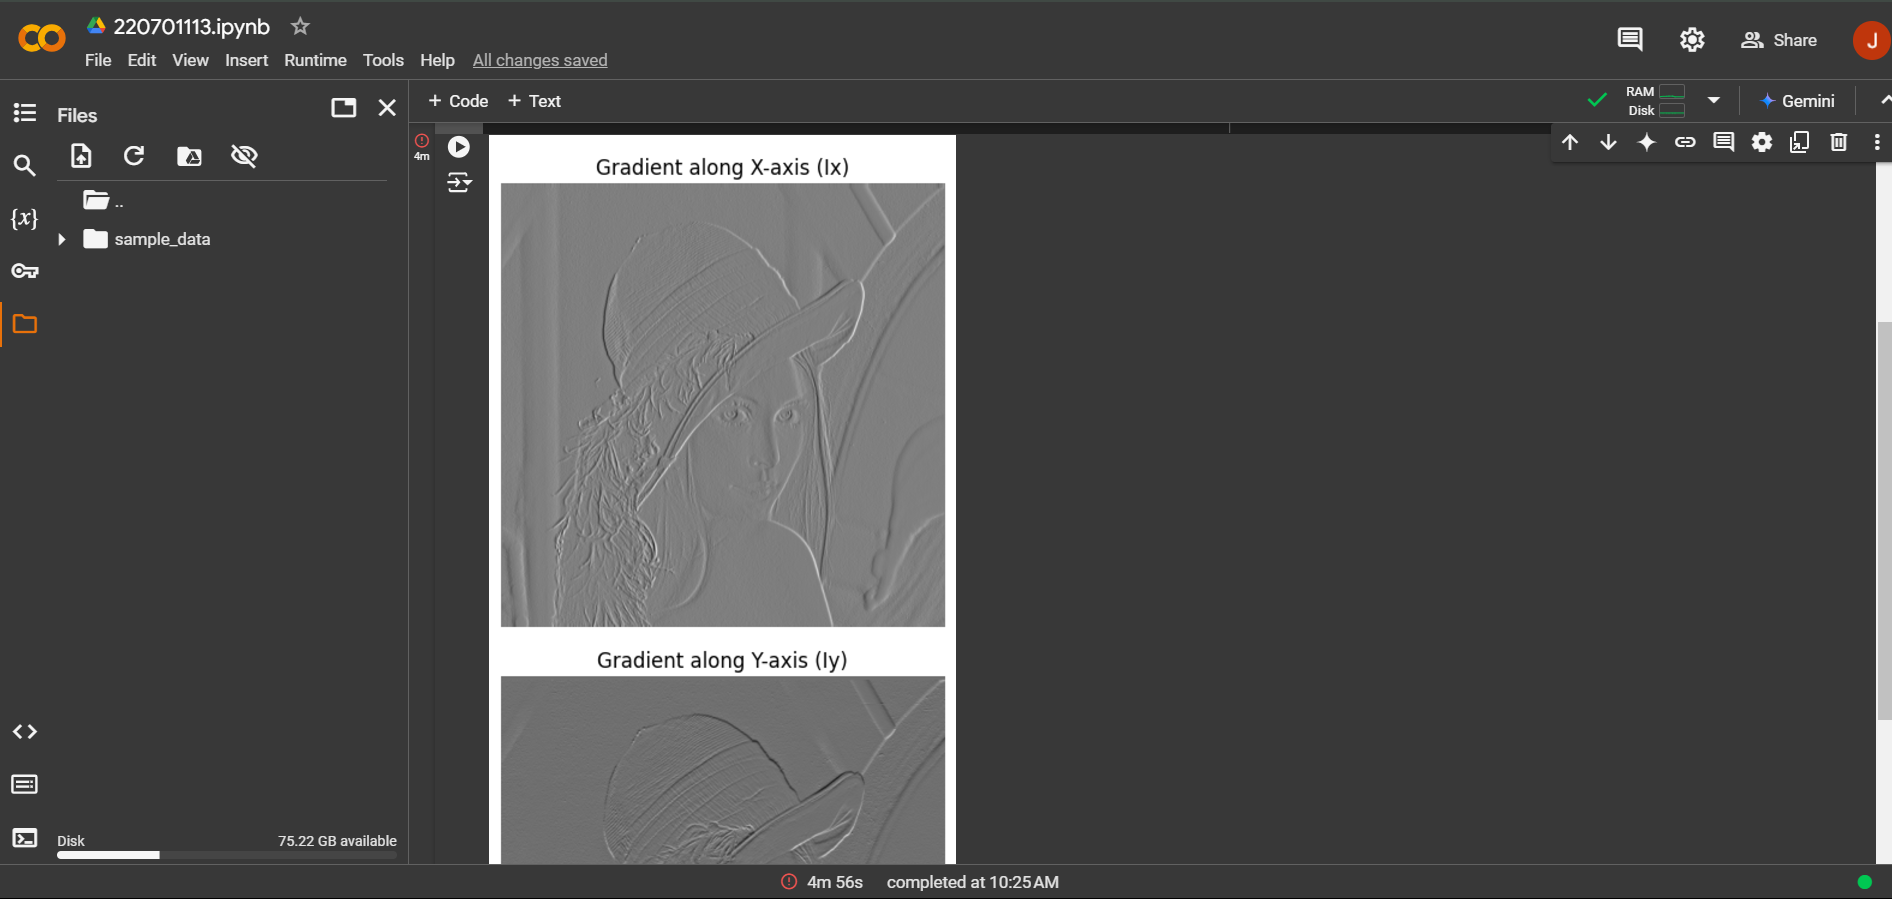 220701113.ipynb
File Edit View Insert Runtime Tools Help All changes saved
Share
J
Files
+ Code + Text
RAM
Disk
Gemini
4m
..
sample_data
{x}
Gradient along X-axis (Ix)
Gradient along Y-axis (Iy)
Disk 75.22 GB available
4m 56s completed at 10:25 AM